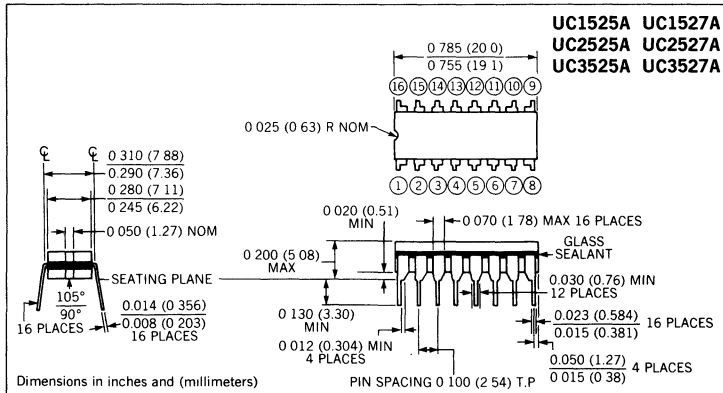 UC1525A UC1527A
UC2525A UC2527A
UC3525A UC3527A
0 785 (20 0)
0 755 (19 1)
16 15 14 13 12 11 10 9
0 025 (0 63) R NOM
1 2 3 4 5 6 7 8
℄ ℄
0 310 (7 88)
0 290 (7.36)
0 280 (7 11)
0 245 (6.22)
0 050 (1.27) NOM
SEATING PLANE
105°
90°
16 PLACES
0.014 (0 356)
0.008 (0 203)
16 PLACES
0 020 (0.51)
MIN
0 070 (1 78) MAX 16 PLACES
0 200 (5 08)
MAX
GLASS
SEALANT
0.030 (0.76) MIN
12 PLACES
0 130 (3.30)
MIN
0.023 (0.584)
0 015 (0.381)
16 PLACES
0 012 (0.304) MIN
4 PLACES
0.050 (1.27)
0 015 (0 38)
4 PLACES
Dimensions in inches and (millimeters)
PIN SPACING 0 100 (2 54) T.P